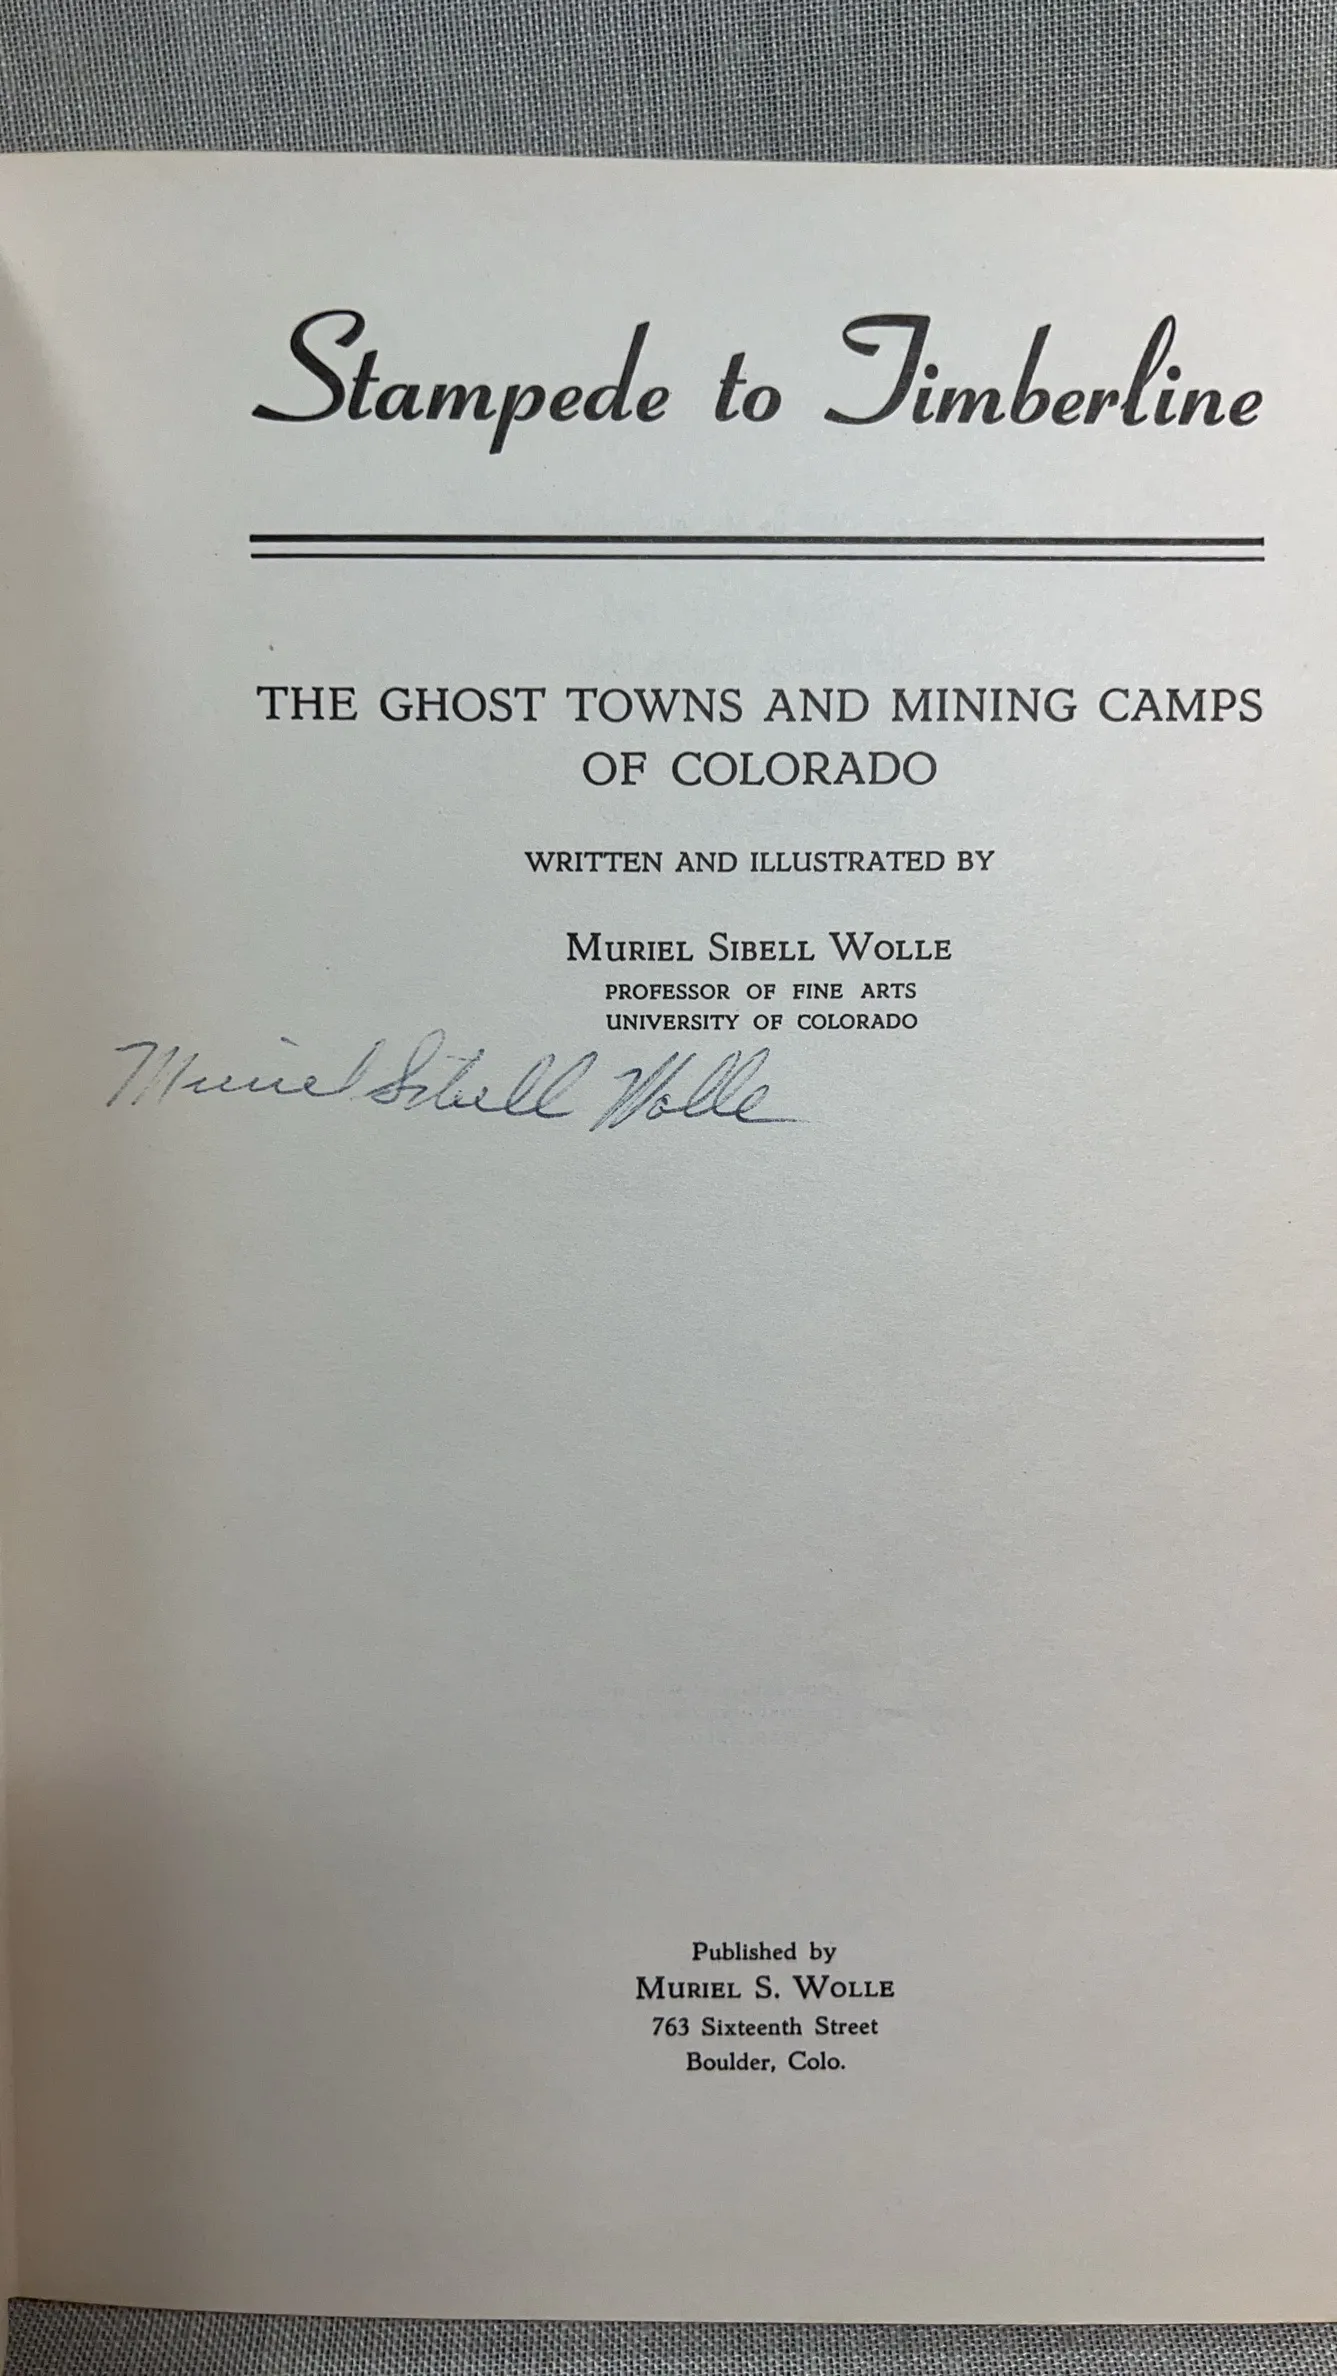 Stampede to Timberline
THE GHOST TOWNS AND MINING CAMPS
OF COLORADO
WRITTEN AND ILLUSTRATED BY
MURIEL SIBELL WOLLE
PROFESSOR OF FINE ARTS
UNIVERSITY OF COLORADO
Muriel Sibell Wolle
Published by
MURIEL S. WOLLE
763 Sixteenth Street
Boulder, Colo.